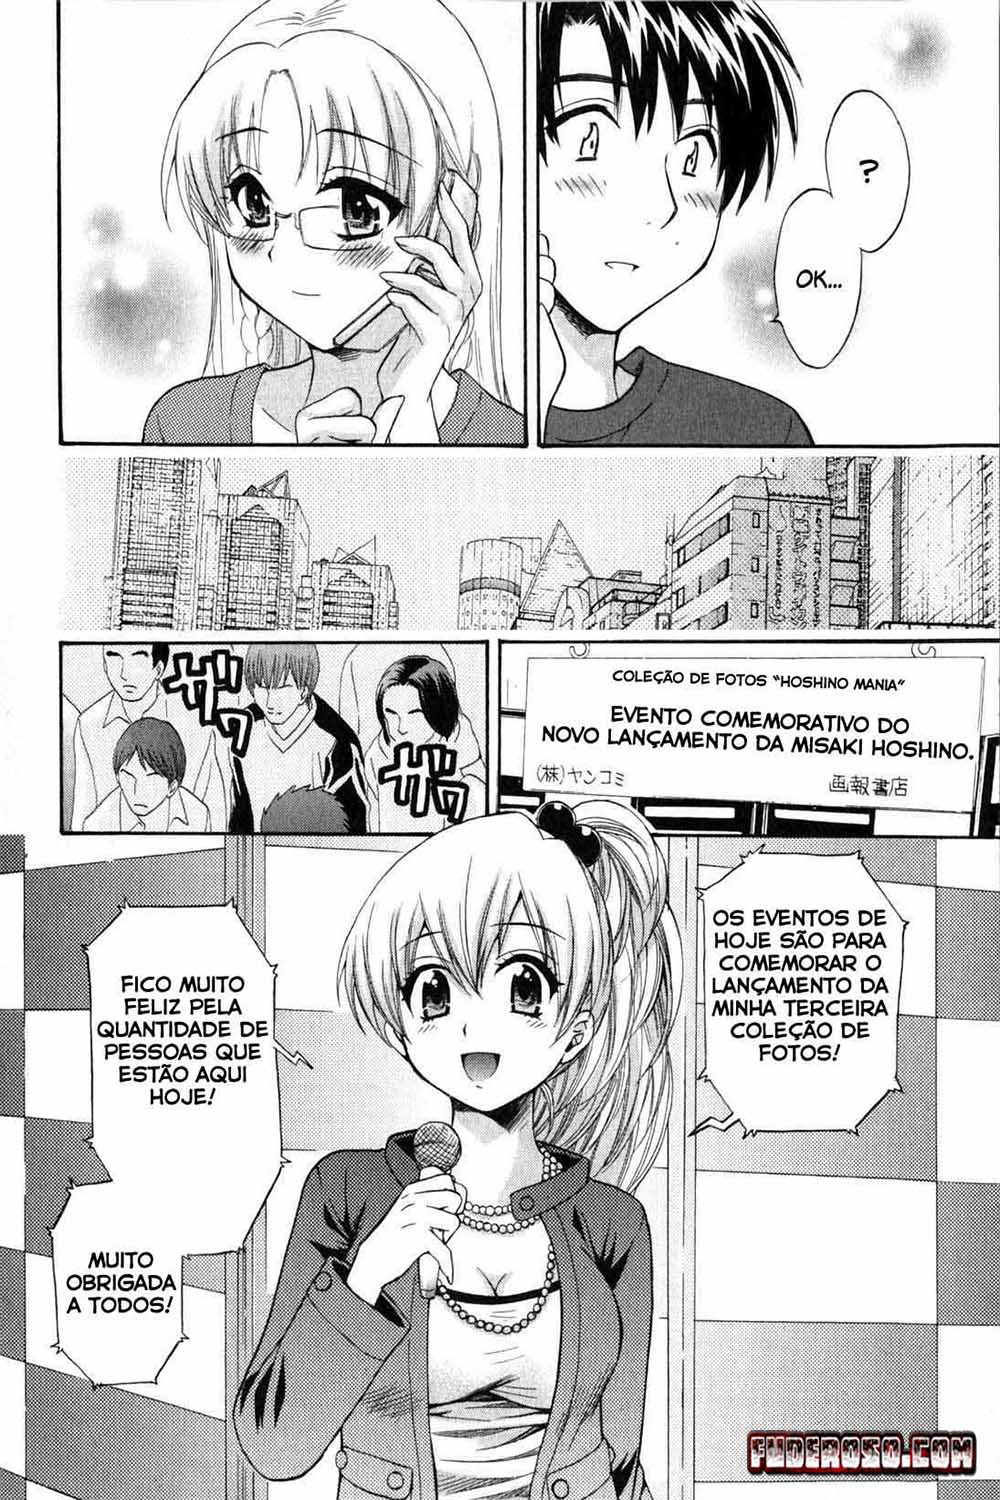 ?
OK...
COLEÇÃO DE FOTOS "HOSHINO MANIA"
EVENTO COMEMORATIVO DO
NOVO LANÇAMENTO DA MISAKI HOSHINO.
(株)ヤンコミ
画報書店
ザワ
ザワ
OS EVENTOS DE
HOJE SÃO PARA
COMEMORAR O
LANÇAMENTO DA
MINHA TERCEIRA
COLEÇÃO DE
FOTOS!
FICO MUITO
FELIZ PELA
QUANTIDADE DE
PESSOAS QUE
ESTÃO AQUI
HOJE!
MUITO
OBRIGADA
A TODOS!
FUDEROSO.COM